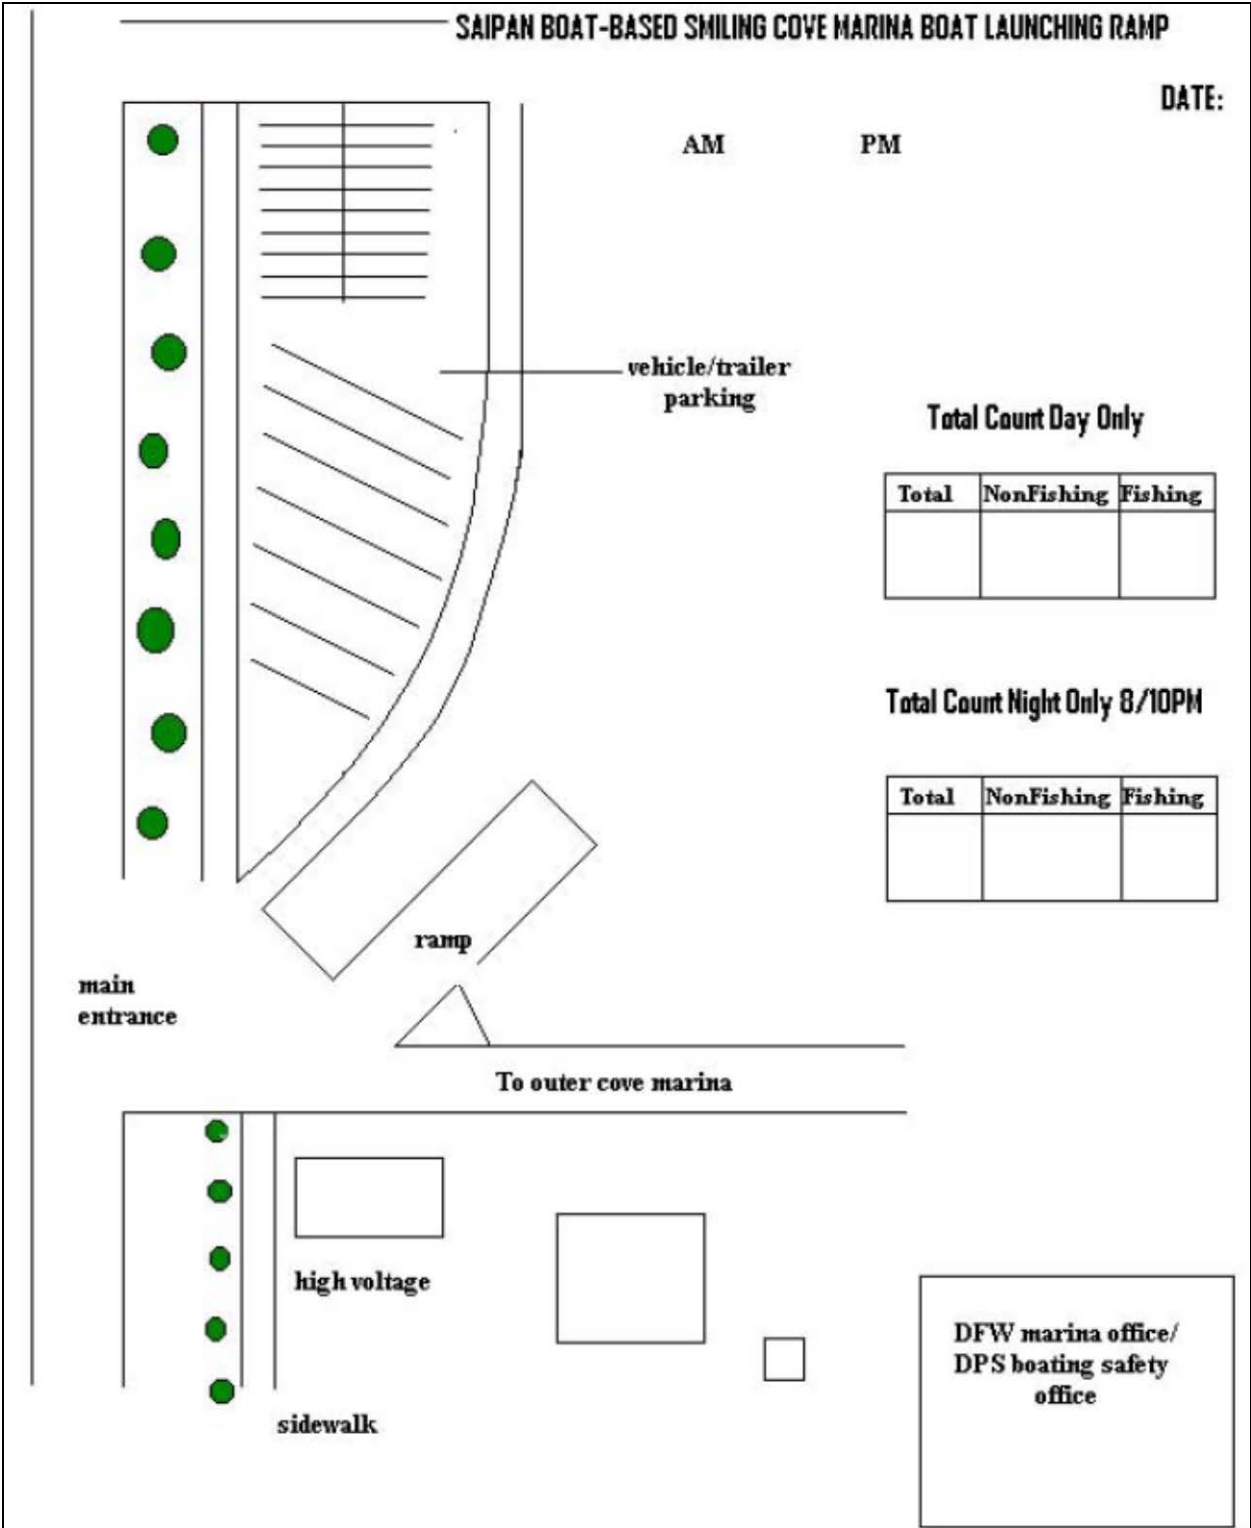 SAIPAN BOAT-BASED SMILING COVE MARINA BOAT LAUNCHING RAMP
DATE:
AM PM
vehicle/trailer
parking
Total Count Day Only
Total NonFishing Fishing
Total Count Night Only 8/10PM
Total NonFishing Fishing
ramp
main
entrance
To outer cove marina
high voltage
DFW marina office/
DPS boating safety
office
sidewalk